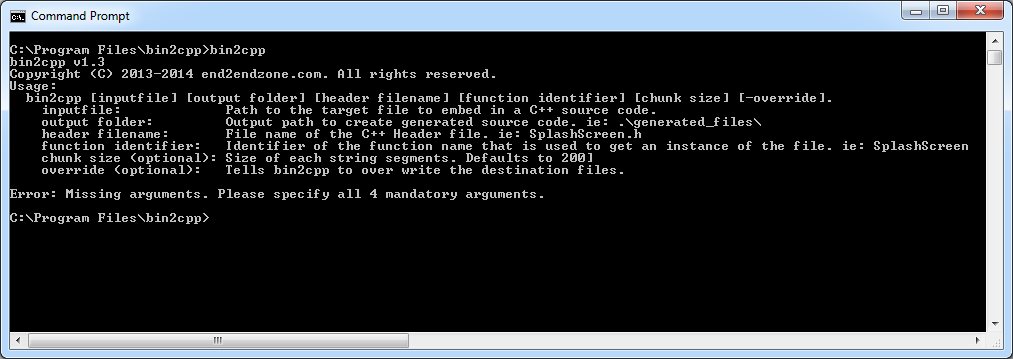 Command Prompt
C:\Program Files\bin2cpp>bin2cpp
bin2cpp v1.3
Copyright (C) 2013-2014 end2endzone.com. All rights reserved.
Usage:
  bin2cpp [inputfile] [output folder] [header filename] [function identifier] [chunk size] [-override].
    inputfile:             Path to the target file to embed in a C++ source code.
    output folder:         Output path to create generated source code. ie: .\generated_files\
    header filename:       File name of the C++ Header file. ie: SplashScreen.h
    function identifier:   Identifier of the function name that is used to get an instance of the file. ie: SplashScreen
    chunk size (optional): Size of each string segments. Defaults to 200]
    override (optional):   Tells bin2cpp to over write the destination files.
Error: Missing arguments. Please specify all 4 mandatory arguments.
C:\Program Files\bin2cpp>